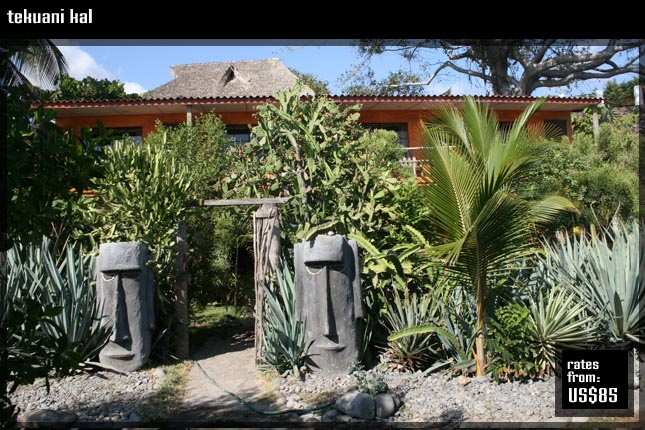 tekuani kal
rates
from:
US$85